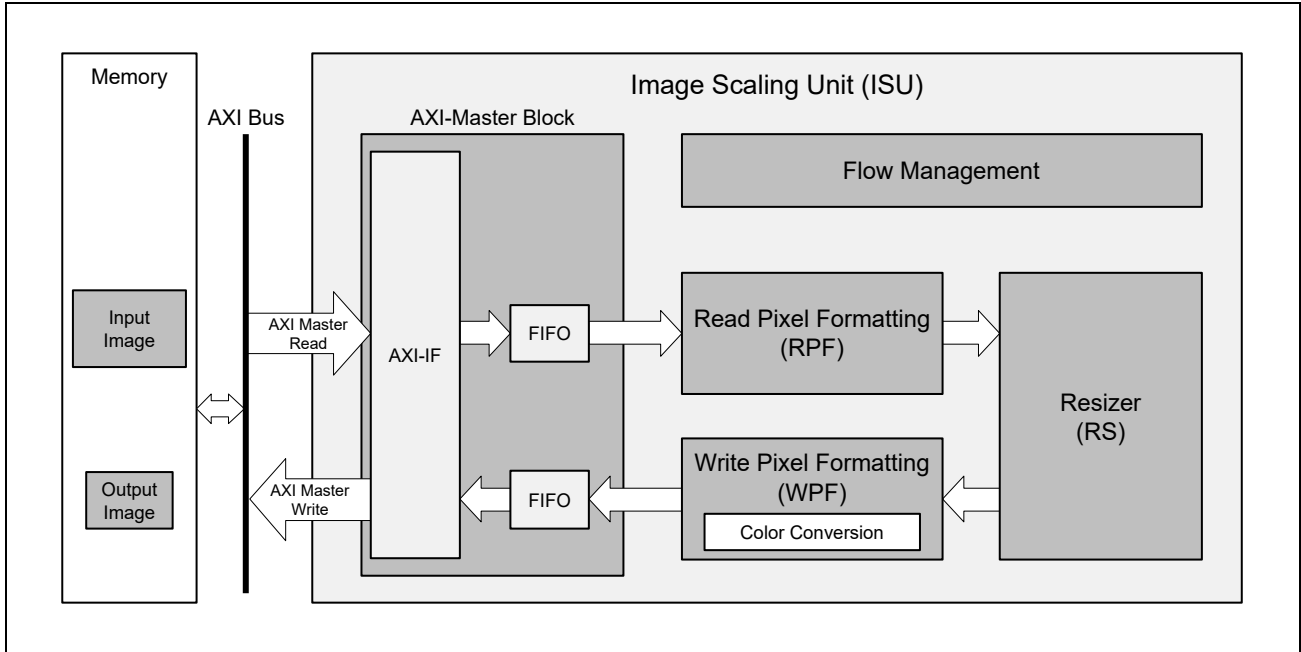 Memory
Image Scaling Unit (ISU)
AXI Bus
AXI-Master Block
Flow Management
Input
Image
AXI Master
Read
AXI-IF
FIFO
Read Pixel Formatting
(RPF)
Resizer
(RS)
Output
Image
AXI Master
Write
FIFO
Write Pixel Formatting
(WPF)
Color Conversion